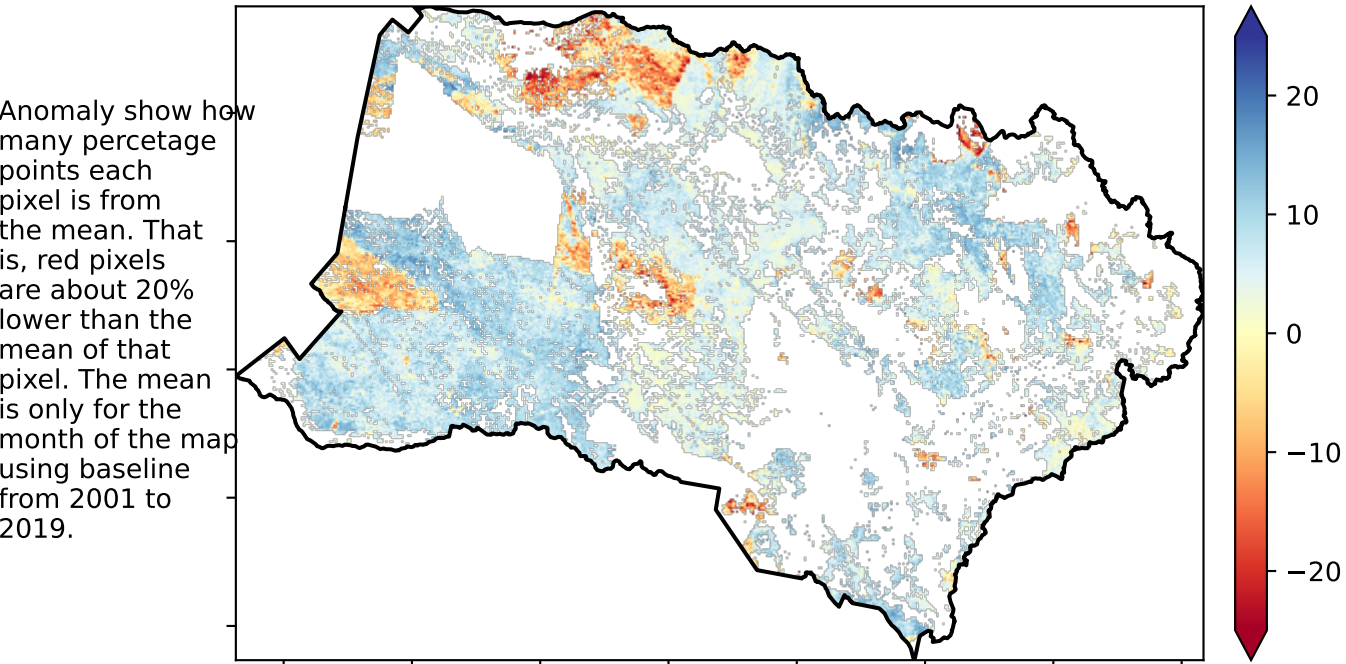 Anomaly show how
many percetage
points each
pixel is from
the mean. That
is, red pixels
are about 20%
lower than the
mean of that
pixel. The mean
is only for the
month of the map
using baseline
from 2001 to
2019.
20
10
0
−10
−20